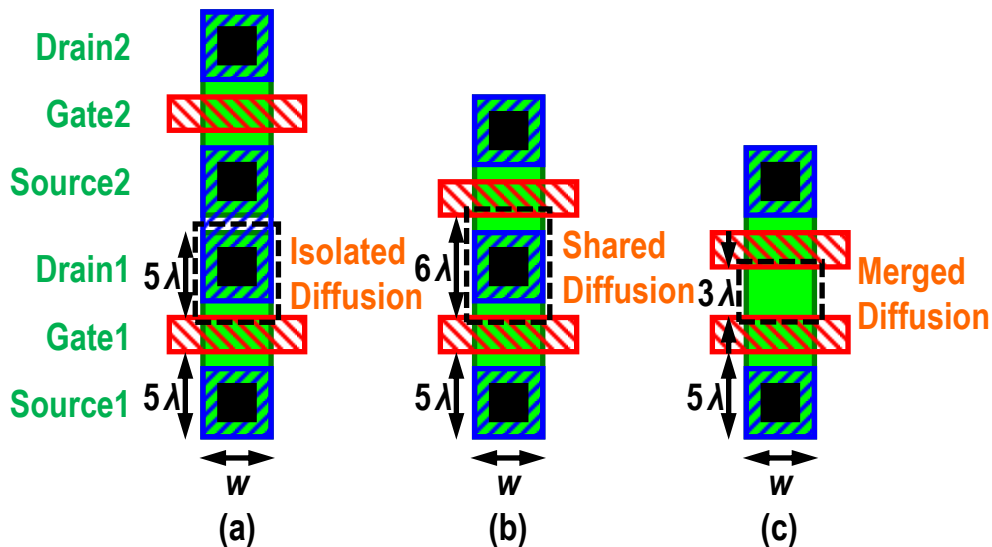 Drain2
Gate2
Source2
Drain1
Gate1
Source1
5λ
5λ
Isolated
Diffusion
w
(a)
6λ
5λ
Shared
Diffusion
w
(b)
3λ
5λ
Merged
Diffusion
w
(c)